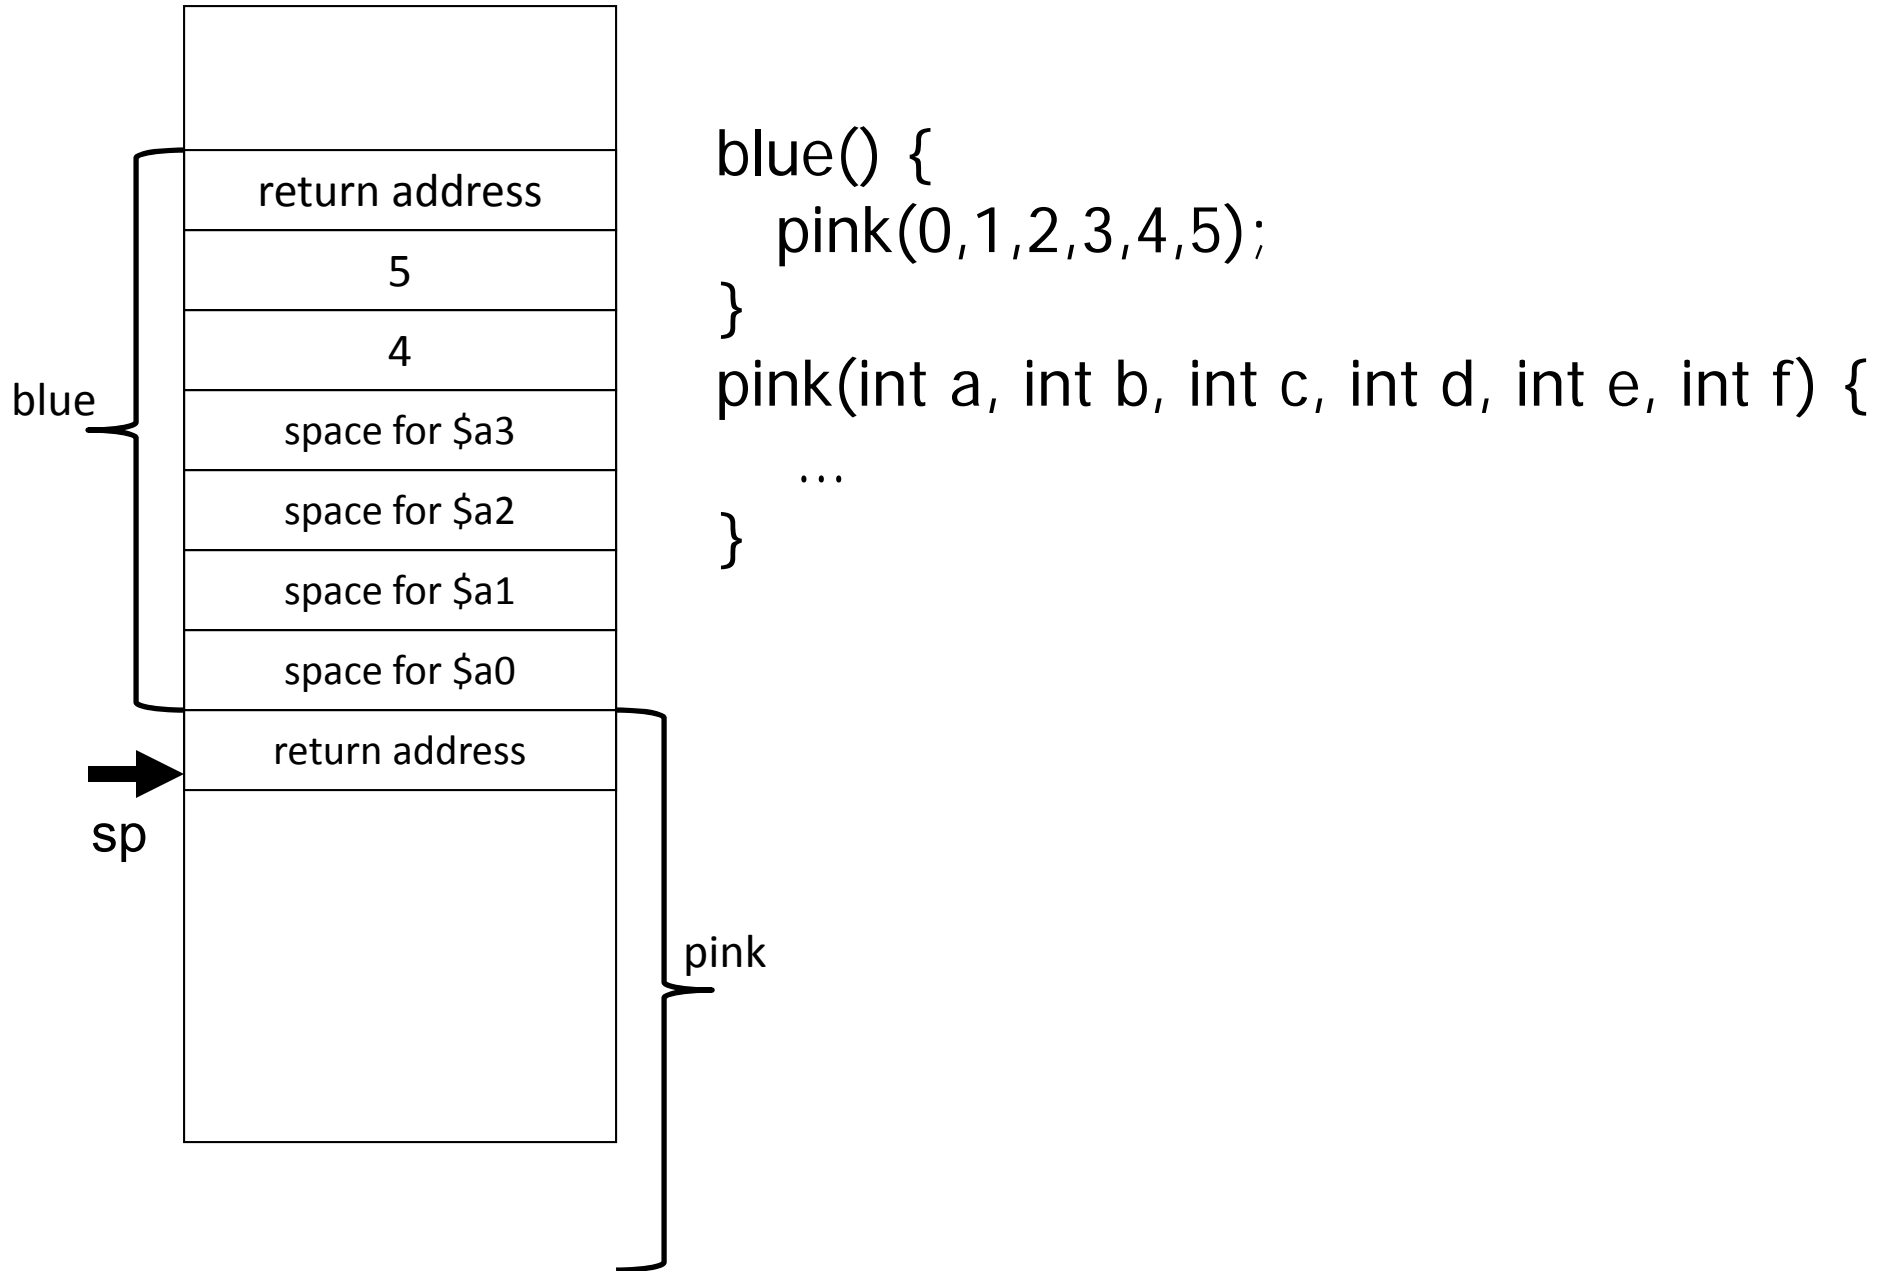 return address
5
4
blue
space for $a3
space for $a2
space for $a1
space for $a0
return address
sp
pink
blue() {
pink(0,1,2,3,4,5);
}
pink(int a, int b, int c, int d, int e, int f) {
...
}